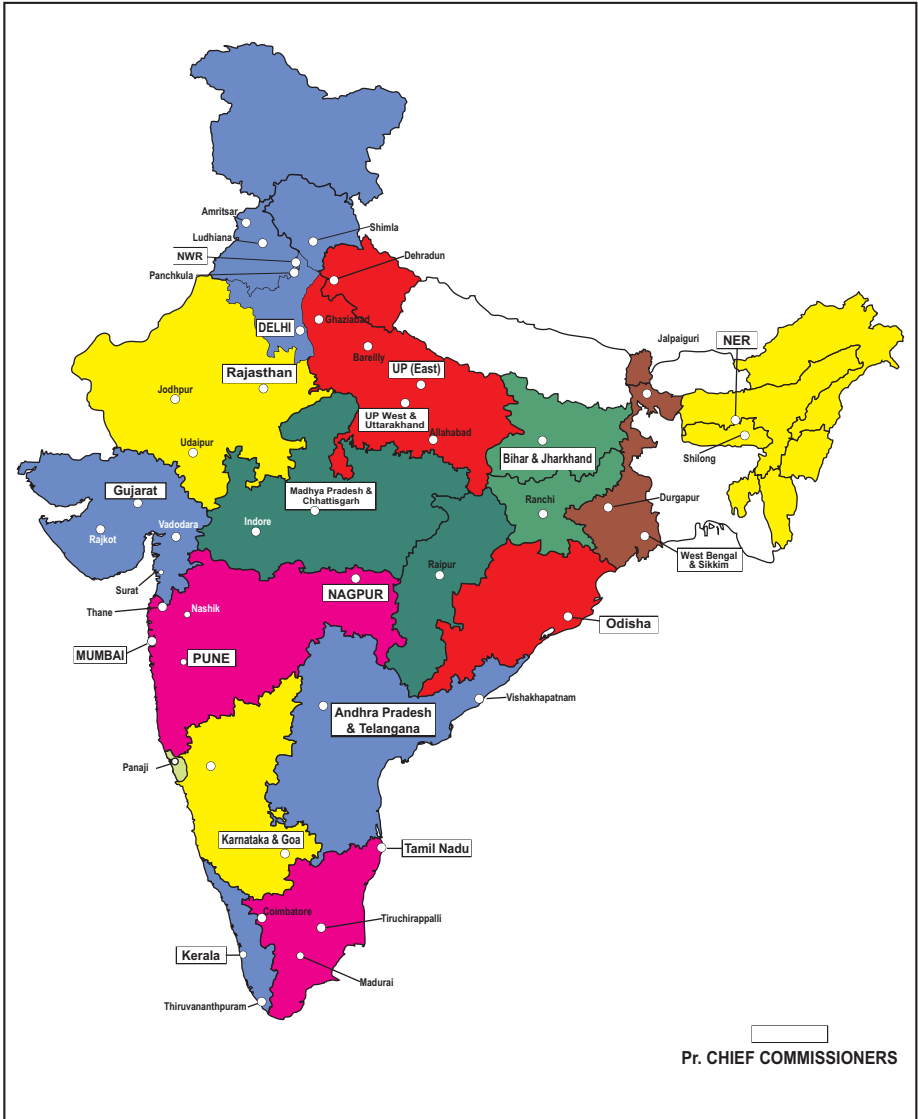 Amritsar
Shimla
Ludhiana
NWR
Dehradun
Panchkula
DELHI
Ghaziabad
Jalpaiguri
NER
Bareilly
Rajasthan
UP (East)
Jodhpur
UP West &
Uttarakhand
Allahabad
Udaipur
Bihar & Jharkhand
Shilong
Gujarat
Madhya Pradesh &
Chhattisgarh
Ranchi
Durgapur
Vadodara
Indore
Rajkot
West Bengal
& Sikkim
Raipur
Surat
NAGPUR
Thane
Nashik
Odisha
MUMBAI
PUNE
Vishakhapatnam
Andhra Pradesh
& Telangana
Panaji
Karnataka & Goa
Tamil Nadu
Coimbatore
Tiruchirappalli
Kerala
Madurai
Thiruvananthpuram
Pr. CHIEF COMMISSIONERS